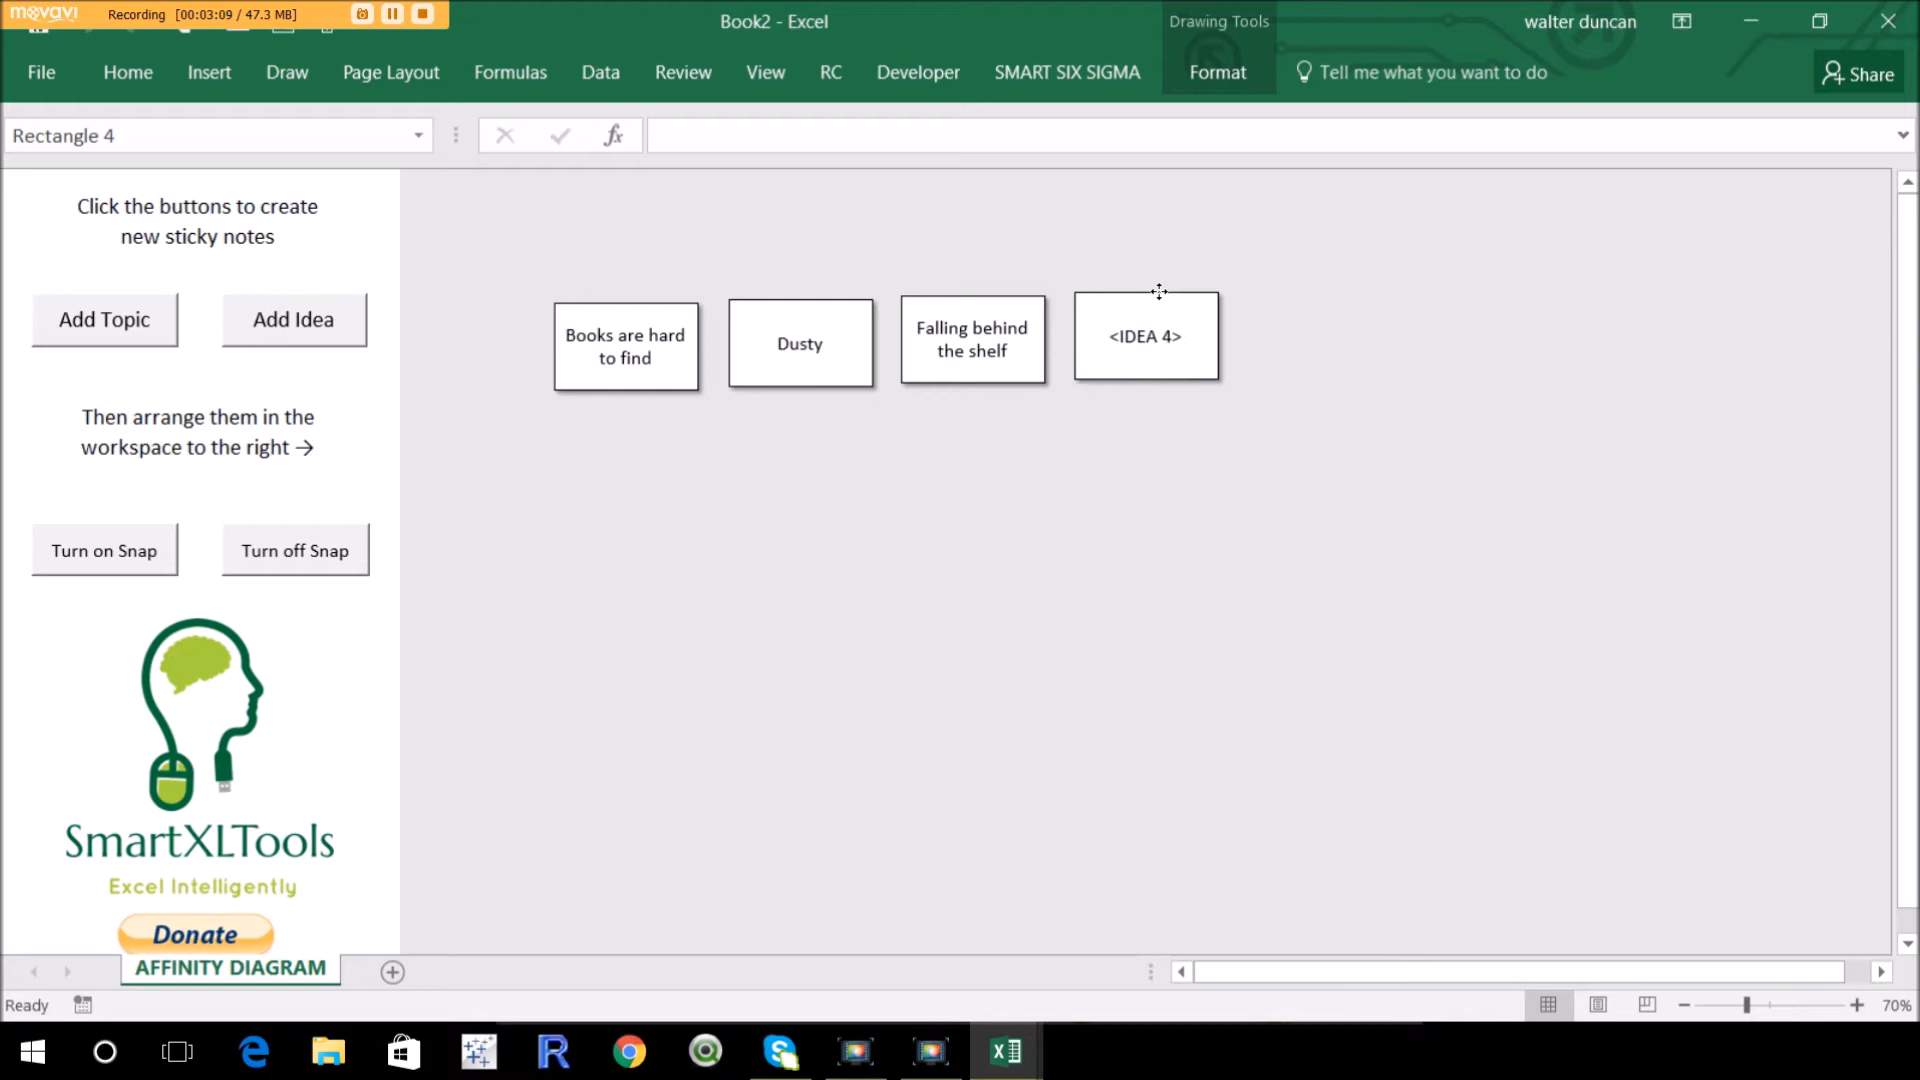 movavi
Recording [00:03:09 / 47.3 MB]
Book2 - Excel
Drawing Tools
walter duncan
File Home Insert Draw Page Layout Formulas Data Review View RC Developer SMART SIX SIGMA Format Tell me what you want to do Share
Rectangle 4
fx
Click the buttons to create
new sticky notes
Add Topic Add Idea
Then arrange them in the
workspace to the right →
Turn on Snap Turn off Snap
Books are hard
to find
Dusty
Falling behind
the shelf
<IDEA 4>
SmartXLTools
Excel Intelligently
Donate
AFFINITY DIAGRAM
Ready
70%